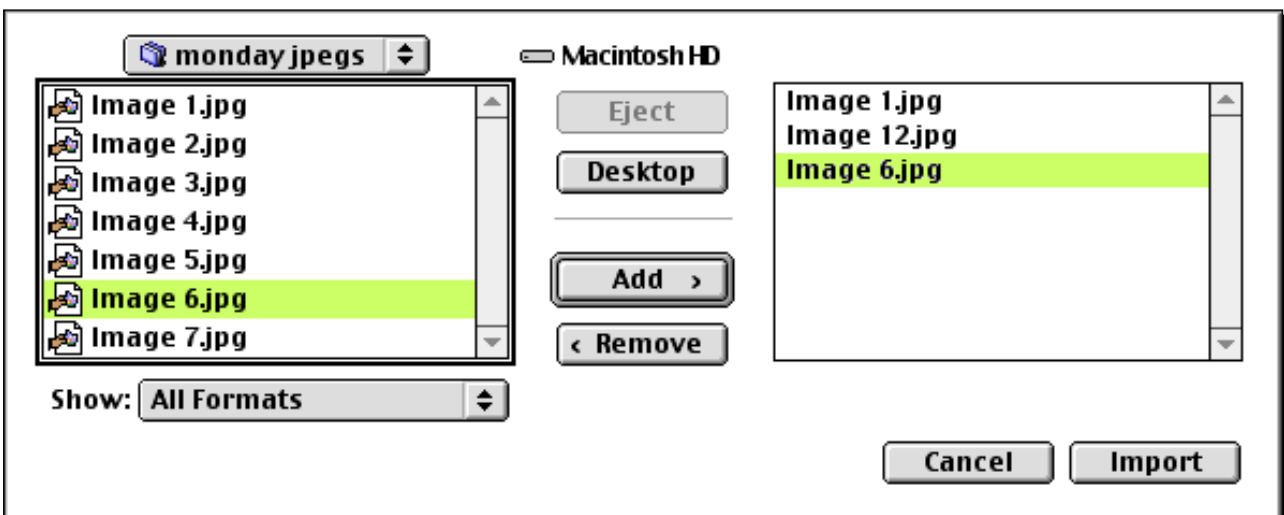 monday jpegs
Macintosh HD
Image 1.jpg
Image 2.jpg
Image 3.jpg
Image 4.jpg
Image 5.jpg
Image 6.jpg
Image 7.jpg
Show: All Formats
Eject
Desktop
Add ›
‹ Remove
Image 1.jpg
Image 12.jpg
Image 6.jpg
Cancel
Import